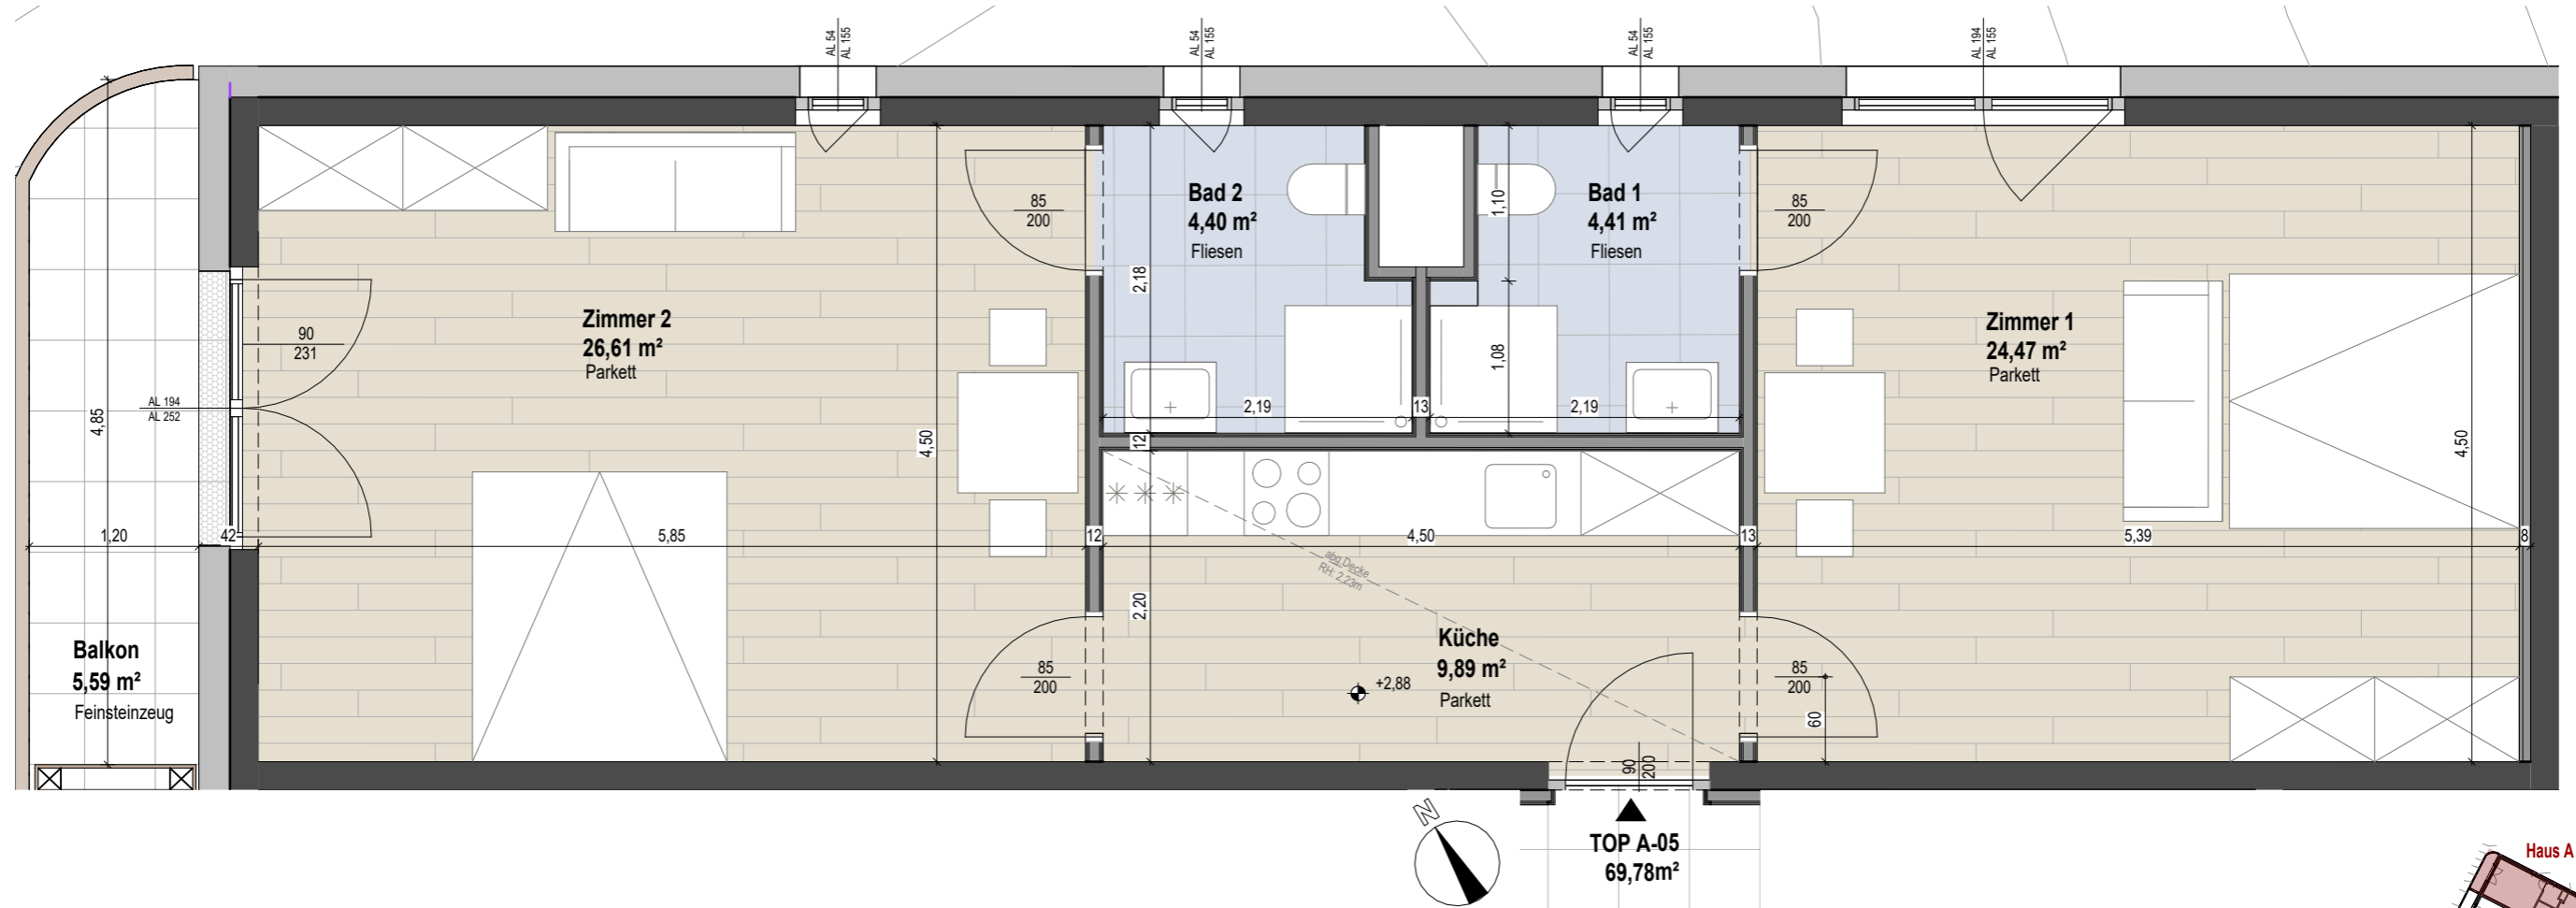 AL 54
AL 155
AL 54
AL 155
AL 54
AL 155
AL 194
AL 155
85
200
Bad 2
4,40 m²
Fliesen
1,10
Bad 1
4,41 m²
Fliesen
85
200
2,18
Zimmer 2
26,61 m²
Parkett
90
231
Zimmer 1
24,47 m²
Parkett
1,08
AL 194
AL 252
4,85
4,50
2,19
13
2,19
12
4,50
1,20
42
5,85
12
4,50
13
5,39
8
abg.Decke
RH: 2,23m
2,20
Balkon
5,59 m²
Feinsteinzeug
85
200
Küche
9,89 m²
Parkett
+2,88
85
200
60
90
200
N
TOP A-05
69,78m²
Haus A